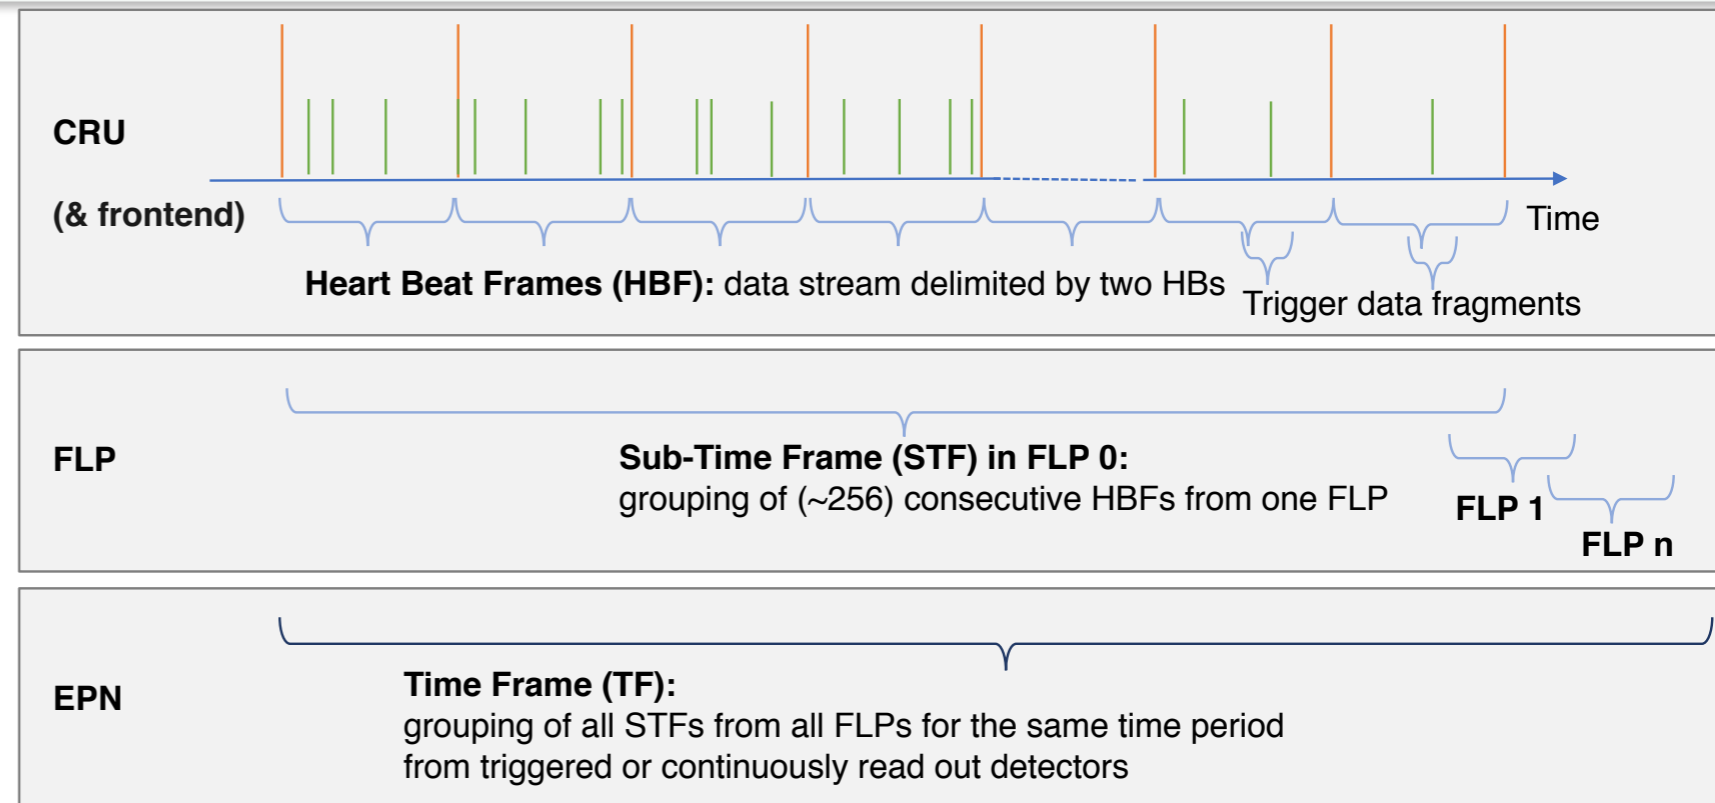 CRU
(& frontend)
Time
Heart Beat Frames (HBF): data stream delimited by two HBs
Trigger data fragments
FLP
Sub-Time Frame (STF) in FLP 0:
grouping of (~256) consecutive HBFs from one FLP
FLP 1
FLP n
EPN
Time Frame (TF):
grouping of all STFs from all FLPs for the same time period
from triggered or continuously read out detectors